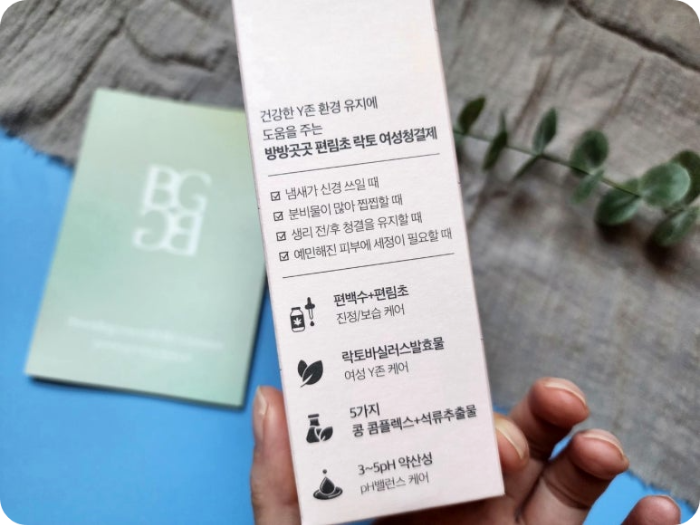 BG
BG
건강한 Y존 환경 유지에
도움을 주는
방방곳곳 편림초 락토 여성청결제
냄새가 신경 쓰일 때
분비물이 많아 찝찝할 때
생리 전/후 청결을 유지할 때
예민해진 피부에 세정이 필요할 때
편백수+편림초
진정/보습 케어
락토바실러스발효물
여성 Y존 케어
5가지
콩 콤플렉스+석류추출물
3~5pH 약산성
pH밸런스 케어